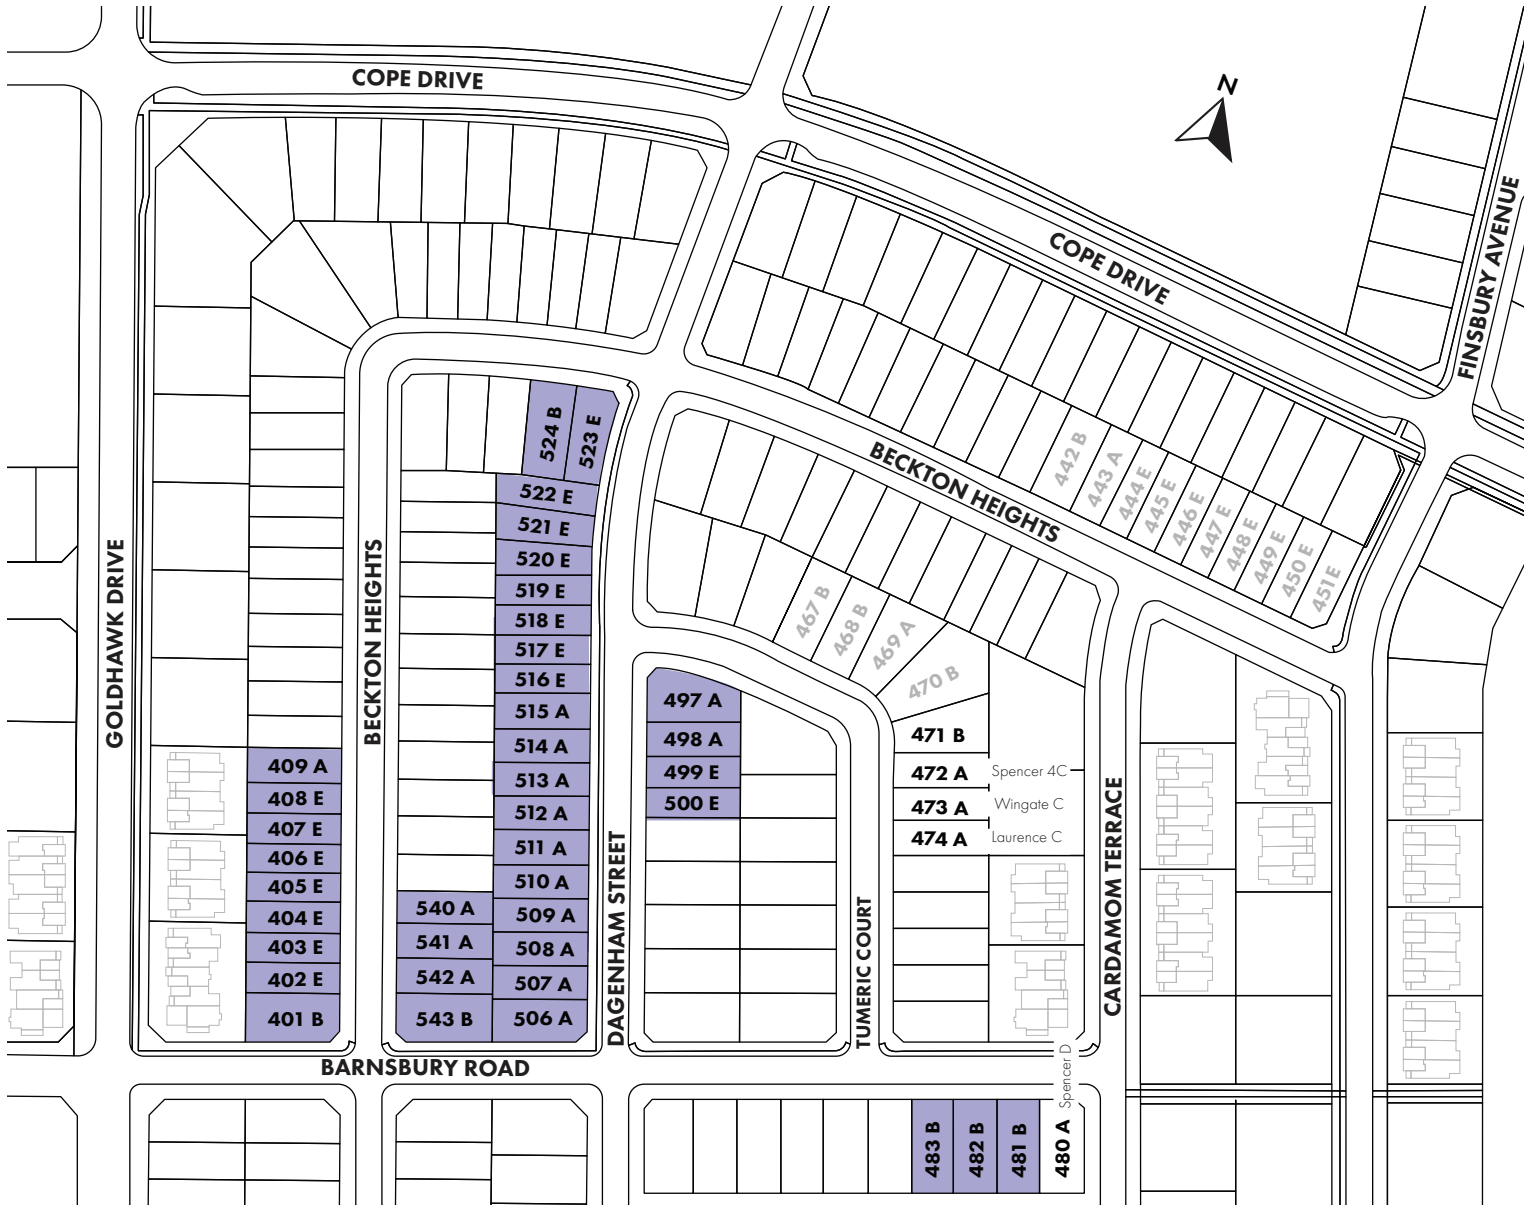 COPE DRIVE
N
COPE DRIVE
FINSBURY AVENUE
GOLDHAWK DRIVE
BECKTON HEIGHTS
BECKTON HEIGHTS
DAGENHAM STREET
TUMERIC COURT
CARDAMOM TERRACE
BARNSBURY ROAD
524 B
523 E
522 E
521 E
520 E
519 E
518 E
517 E
516 E
515 A
514 A
513 A
512 A
511 A
510 A
509 A
508 A
507 A
506 A
540 A
541 A
542 A
543 B
409 A
408 E
407 E
406 E
405 E
404 E
403 E
402 E
401 B
497 A
498 A
499 E
500 E
442 B
443 A
444 E
445 E
446 E
447 E
448 E
449 E
450 E
451E
467 B
468 B
469 A
470 B
471 B
472 A Spencer 4C
473 A Wingate C
474 A Laurence C
483 B
482 B
481 B
480 A Spencer D